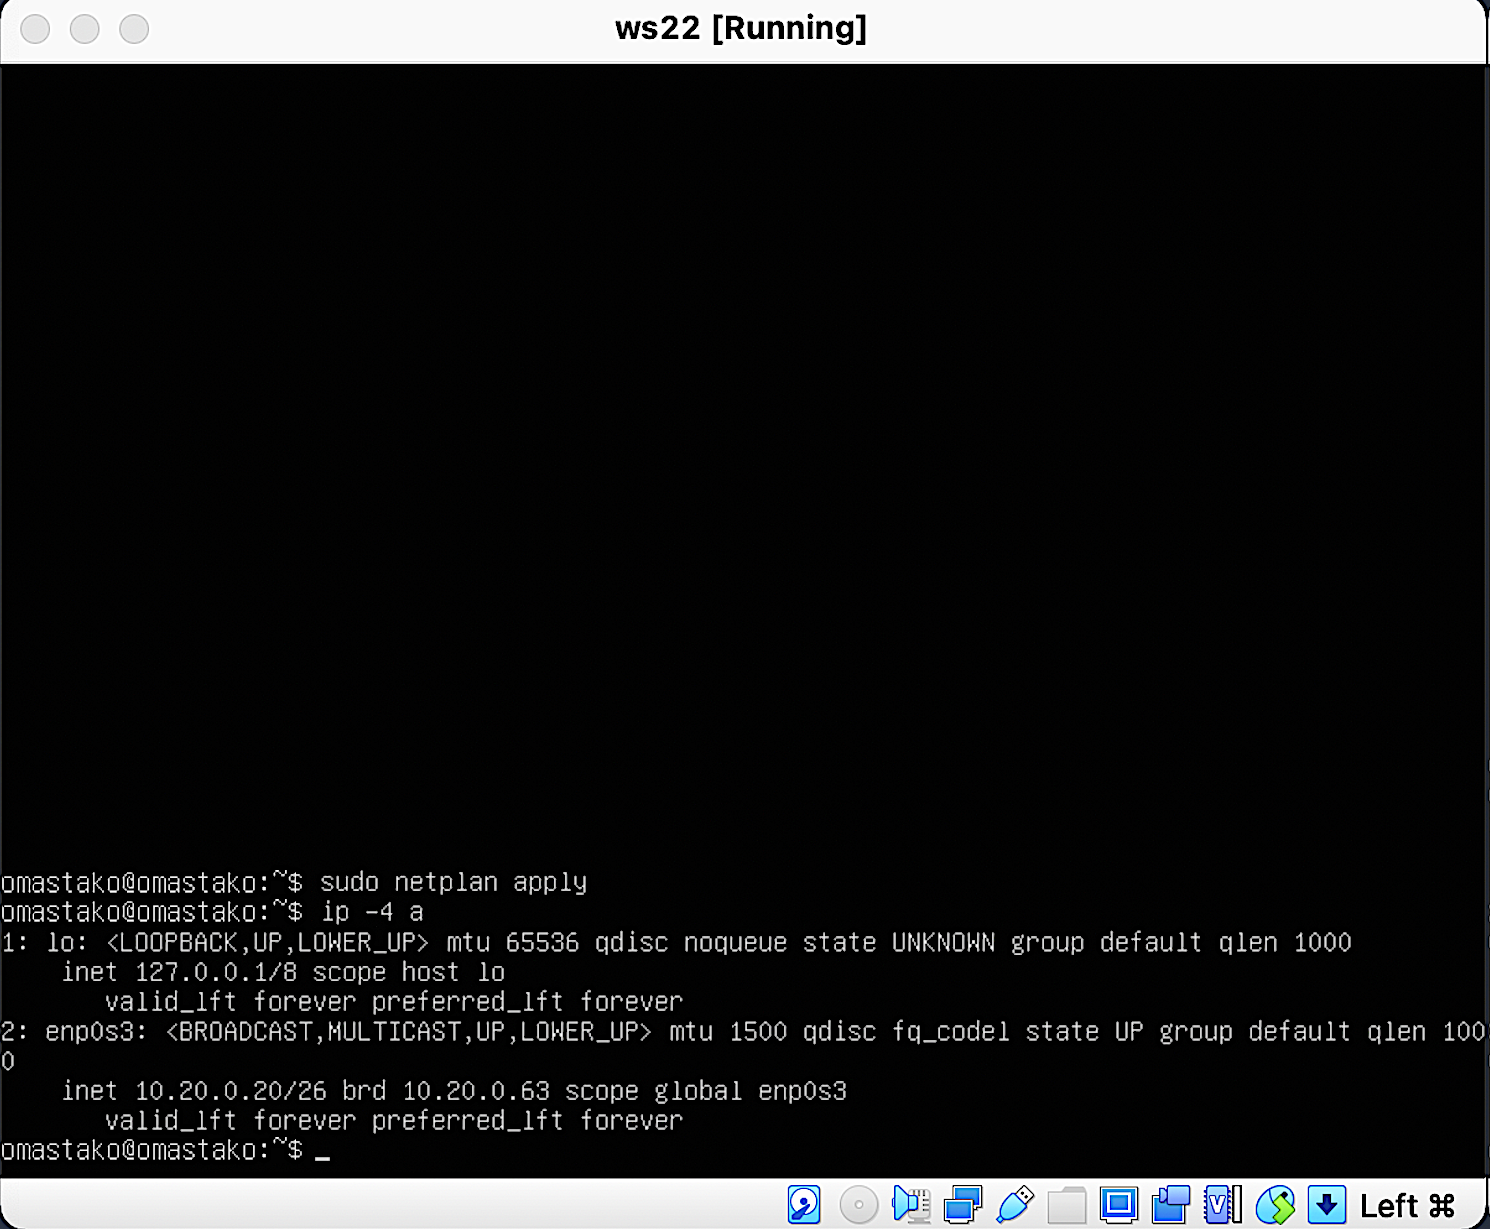 ws22 [Running]
omastako@omastako:~$ sudo netplan apply
omastako@omastako:~$ ip -4 a
1: lo: <LOOPBACK,UP,LOWER_UP> mtu 65536 qdisc noqueue state UNKNOWN group default qlen 1000
    inet 127.0.0.1/8 scope host lo
       valid_lft forever preferred_lft forever
2: enp0s3: <BROADCAST,MULTICAST,UP,LOWER_UP> mtu 1500 qdisc fq_codel state UP group default qlen 100
0
    inet 10.20.0.20/26 brd 10.20.0.63 scope global enp0s3
       valid_lft forever preferred_lft forever
omastako@omastako:~$ _
Left ⌘